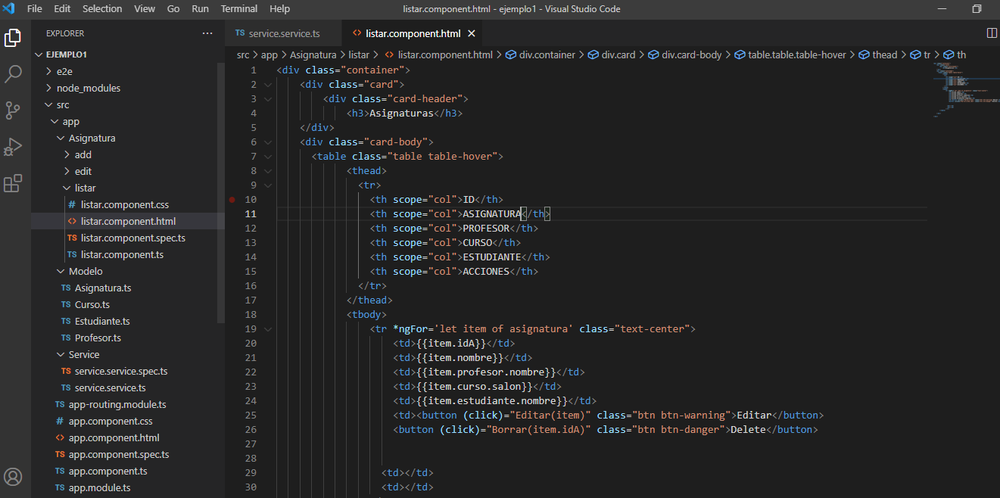 File Edit Selection View Go Run Terminal Help listar.component.html - ejemplo1 - Visual Studio Code
EXPLORER ...
EJEMPLO1
e2e
node_modules
src
app
Asignatura
add
edit
listar
# listar.component.css
<> listar.component.html
TS listar.component.spec.ts
TS listar.component.ts
Modelo
TS Asignatura.ts
TS Curso.ts
TS Estudiante.ts
TS Profesor.ts
Service
TS service.service.spec.ts
TS service.service.ts
TS app-routing.module.ts
# app.component.css
<> app.component.html
TS app.component.spec.ts
TS app.component.ts
TS app.module.ts
TS service.service.ts <> listar.component.html ×
src > app > Asignatura > listar > <> listar.component.html > div.container > div.card > div.card-body > table.table.table-hover > thead > tr > th
1 <div class="container">
2 <div class="card">
3 <div class="card-header">
4 <h3>Asignaturas</h3>
5 </div>
6 <div class="card-body">
7 <table class="table table-hover">
8 <thead>
9 <tr>
10 <th scope="col">ID</th>
11 <th scope="col">ASIGNATURA</th>
12 <th scope="col">PROFESOR</th>
13 <th scope="col">CURSO</th>
14 <th scope="col">ESTUDIANTE</th>
15 <th scope="col">ACCIONES</th>
16 </tr>
17 </thead>
18 <tbody>
19 <tr *ngFor='let item of asignatura' class="text-center">
20 <td>{{item.idA}}</td>
21 <td>{{item.nombre}}</td>
22 <td>{{item.profesor.nombre}}</td>
23 <td>{{item.curso.salon}}</td>
24 <td>{{item.estudiante.nombre}}</td>
25 <td><button (click)="Editar(item)" class="btn btn-warning">Editar</button>
26 <button (click)="Borrar(item.idA)" class="btn btn-danger">Delete</button>
27
28
29 <td></td>
30 <td></td>